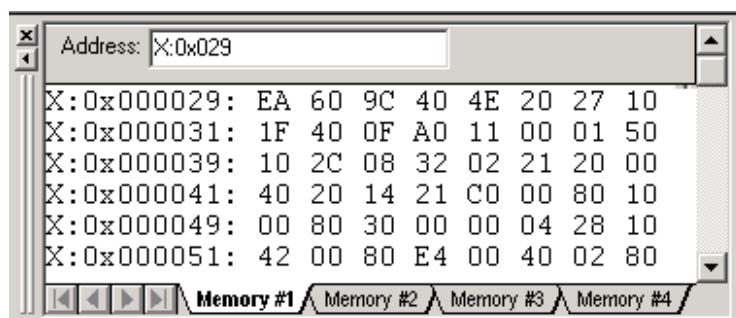 Address: X:0x029
X:0x000029: EA 60 9C 40 4E 20 27 10
X:0x000031: 1F 40 0F A0 11 00 01 50
X:0x000039: 10 2C 08 32 02 21 20 00
X:0x000041: 40 20 14 21 C0 00 80 10
X:0x000049: 00 80 30 00 00 04 28 10
X:0x000051: 42 00 80 E4 00 40 02 80
Memory #1 Memory #2 Memory #3 Memory #4